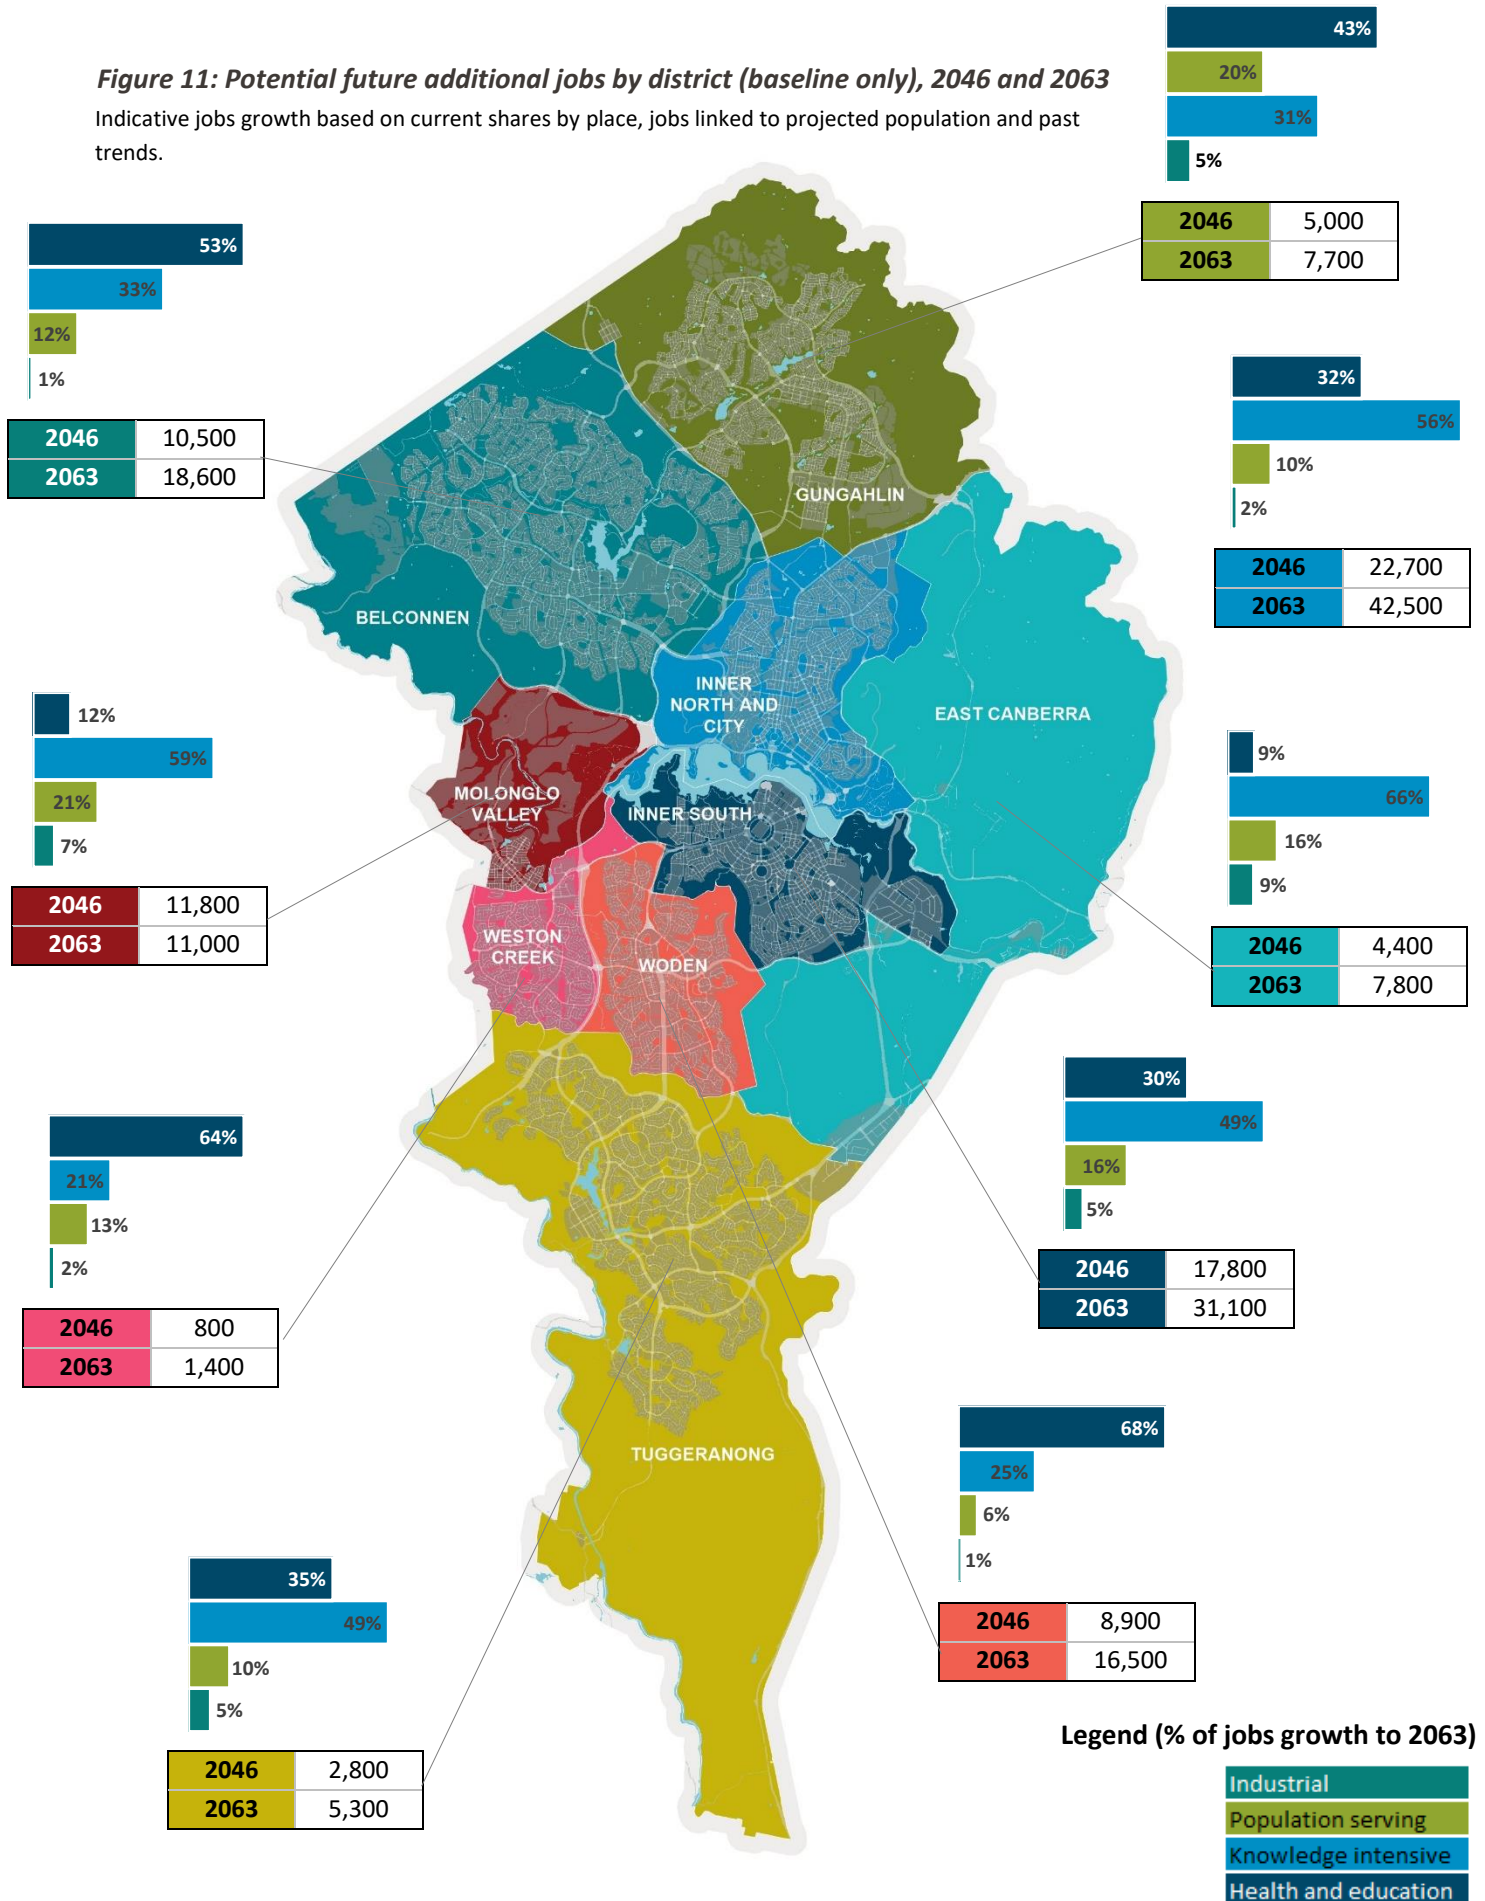 Figure 11: Potential future additional jobs by district (baseline only), 2046 and 2063
Indicative jobs growth based on current shares by place, jobs linked to projected population and past
trends.
43%
20%
31%
5%
2046 5,000
2063 7,700
53%
33%
12%
1%
2046 10,500
2063 18,600
32%
56%
10%
2%
2046 22,700
2063 42,500
GUNGAHLIN
BELCONNEN
INNER
NORTH AND
CITY
EAST CANBERRA
12%
59%
21%
7%
2046 11,800
2063 11,000
9%
66%
16%
9%
2046 4,400
2063 7,800
MOLONGLO
VALLEY
INNER SOUTH
WESTON
CREEK
WODEN
64%
21%
13%
2%
2046 800
2063 1,400
30%
49%
16%
5%
2046 17,800
2063 31,100
TUGGERANONG
68%
25%
6%
1%
2046 8,900
2063 16,500
35%
49%
10%
5%
2046 2,800
2063 5,300
Legend (% of jobs growth to 2063)
Industrial
Population serving
Knowledge intensive
Health and education